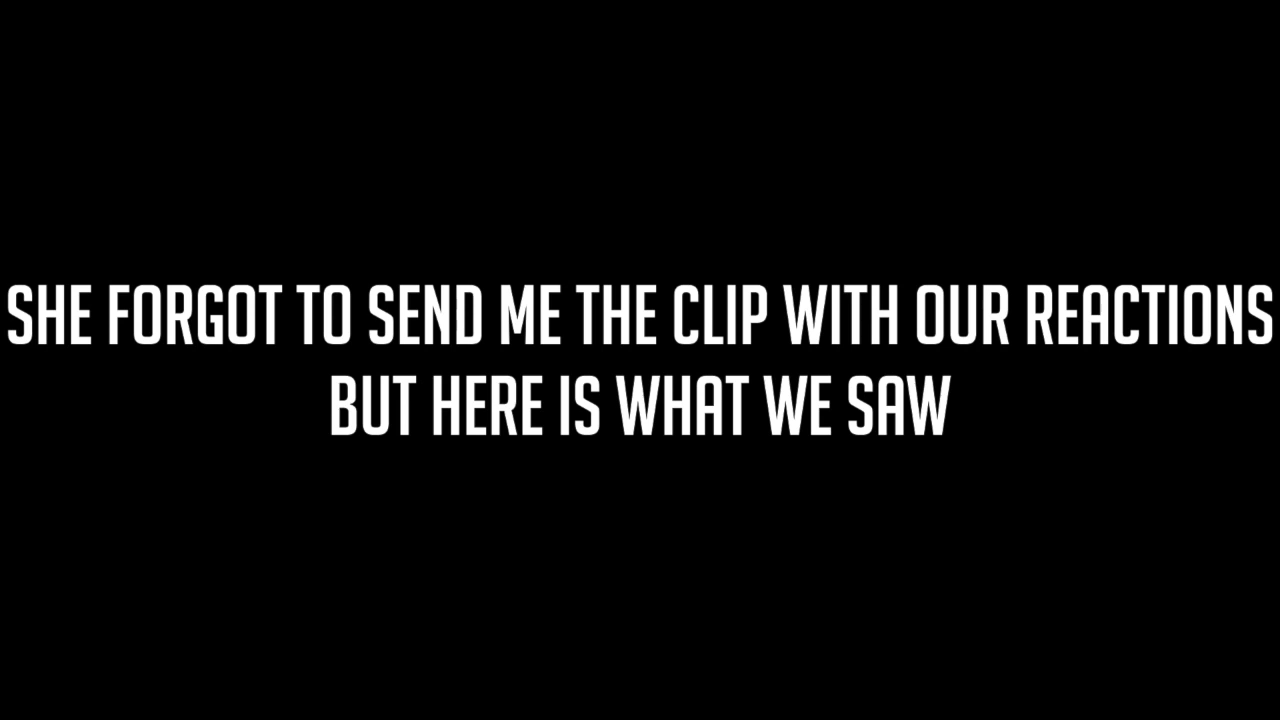 SHE FORGOT TO SEND ME THE CLIP WITH OUR REACTIONS
BUT HERE IS WHAT WE SAW